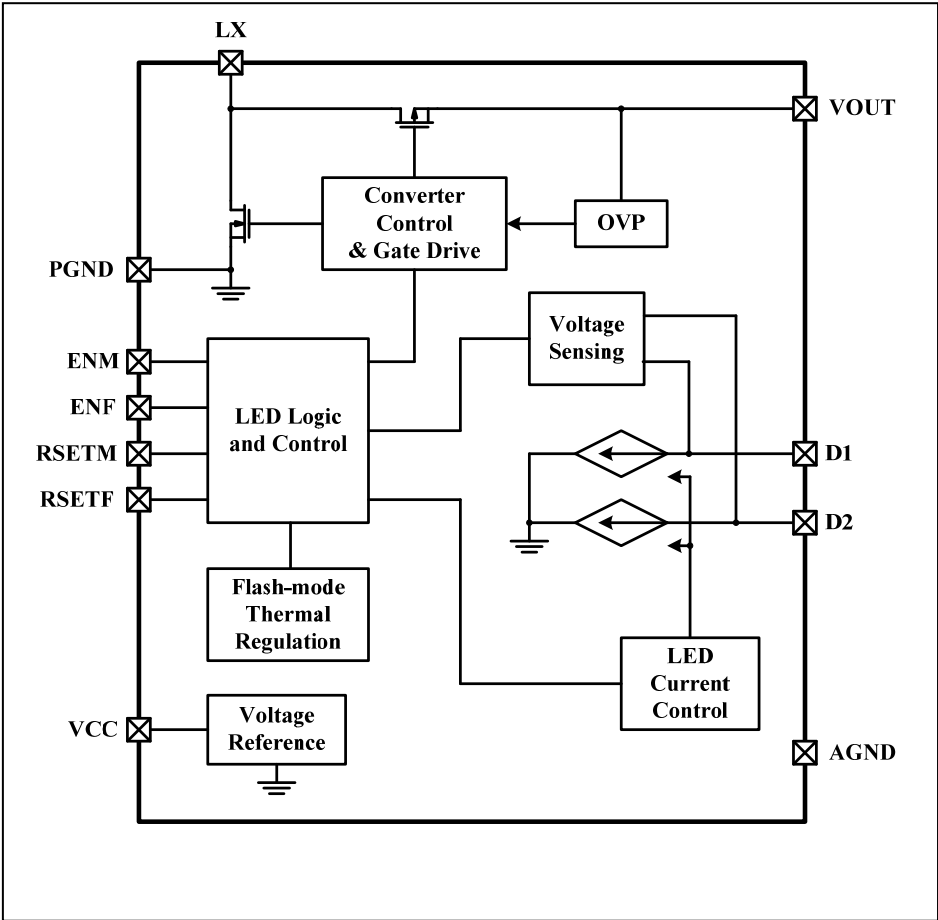 LX
VOUT
Converter
Control
& Gate Drive
OVP
PGND
ENM
ENF
RSETM
RSETF
LED Logic
and Control
Voltage
Sensing
D1
D2
Flash-mode
Thermal
Regulation
LED
Current
Control
VCC
Voltage
Reference
AGND